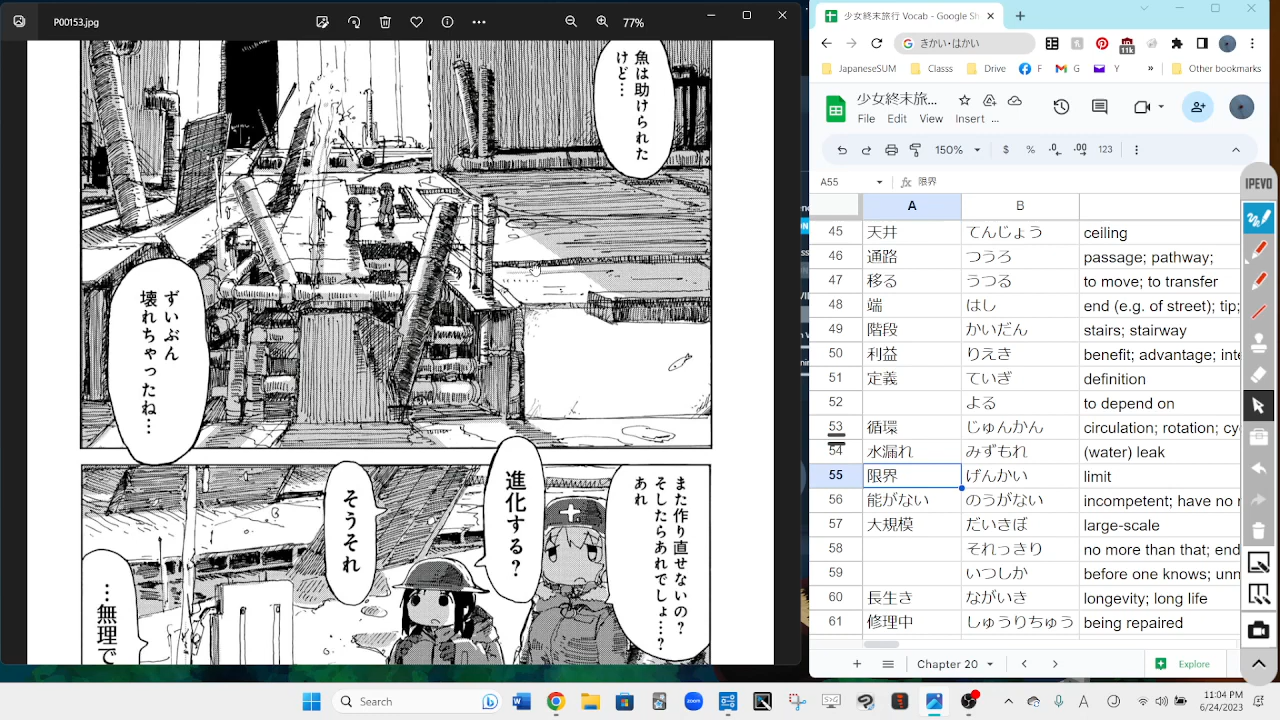 P00153.jpg
77%
魚は助けられた
けど…
ずいぶん
壊れちゃったね…
また作り直せないの?
そしたらあれでしょ…?
あれ
進化する?
そうそれ
…無理で
少女終末旅行 Vocab - Google Sh
きかい・はかい
11k
JapaneseSUM
Classs
Drive
F
G
Y
»
Other bookmarks
少女終末旅...
File Edit View Insert ...
150%
$ % .0 .00 123
A55
fx 限界
A B
45 天井 てんじょう ceiling
46 通路 つうろ passage; pathway;
47 移る うつる to move; to transfer
48 端 はし end (e.g. of street); tip
49 階段 かいだん stairs; stairway
50 利益 りえき benefit; advantage; in
51 定義 ていぎ definition
52 よる to depend on
53 循環 じゅんかん circulation; rotation; cy
54 水漏れ みずもれ (water) leak
55 限界 げんかい limit
56 能がない のうがない incompetent; have no
57 大規模 だいきぼ large-scale
58 それっきり no more than that; end
いつしか before one knows; unn
60 長生き ながいき longevity; long life
61 修理中 しゅうりちゅう being repaired
Chapter 20
Explore
IPEVO
Search
zoom
A
11:04 PM
6/24/2023